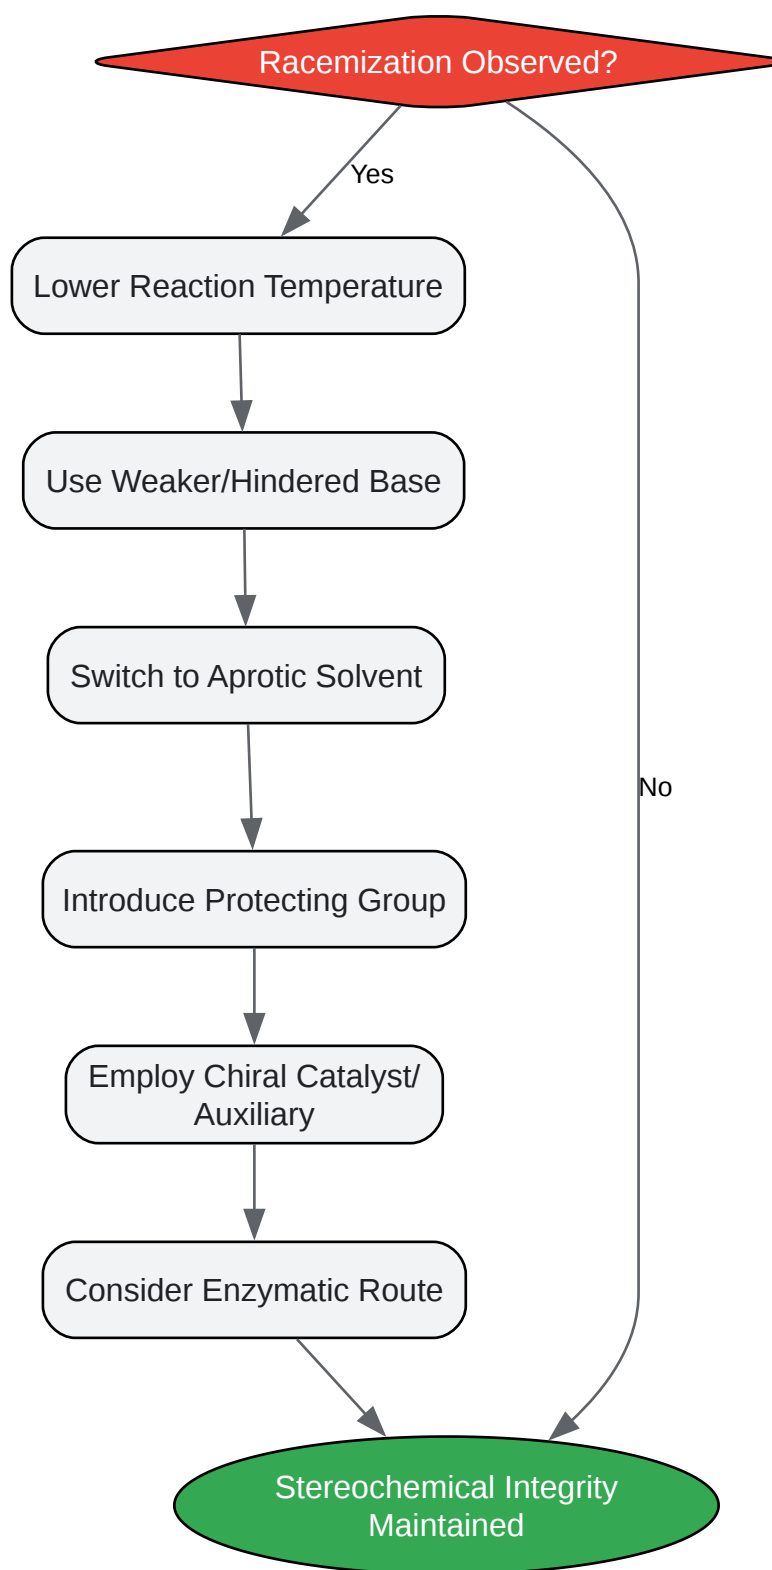 Racemization Observed?
Yes
Lower Reaction Temperature
Use Weaker/Hindered Base
Switch to Aprotic Solvent
No
Introduce Protecting Group
Employ Chiral Catalyst/
Auxiliary
Consider Enzymatic Route
Stereochemical Integrity
Maintained